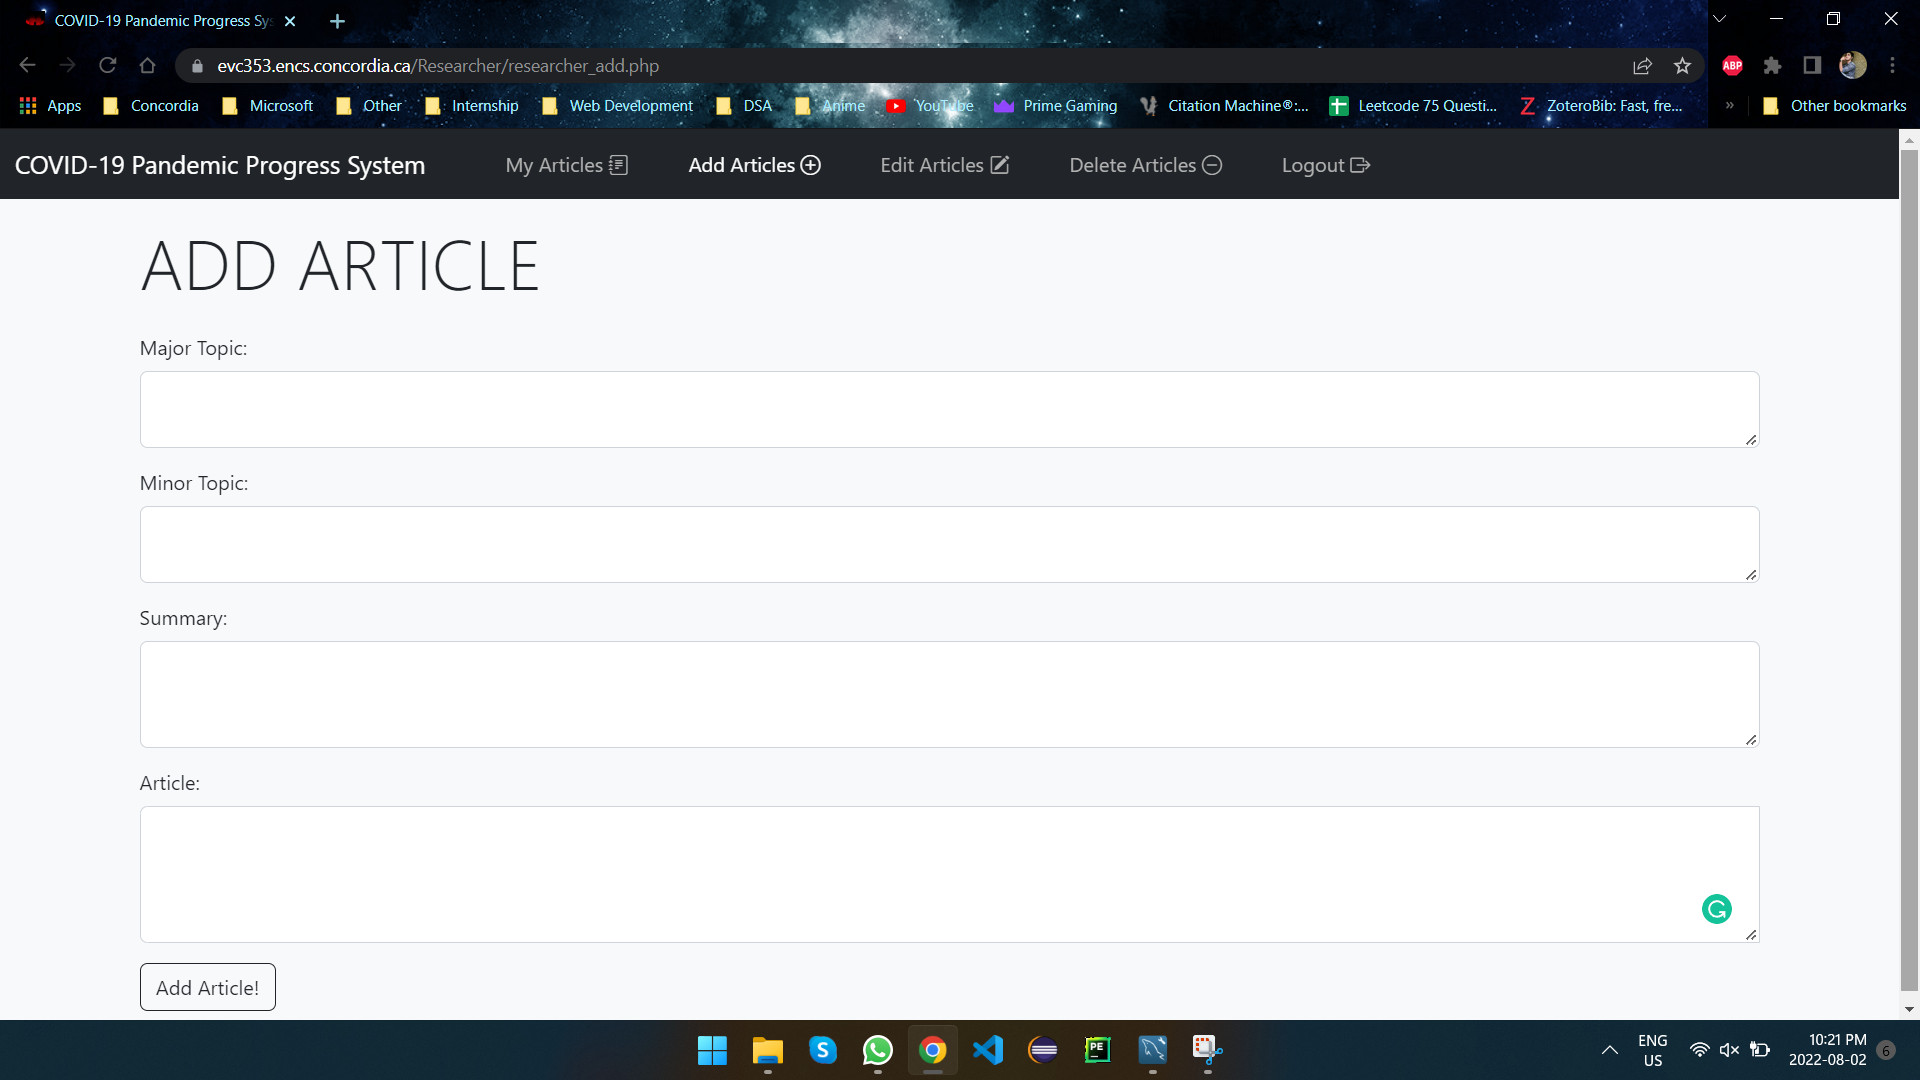 COVID-19 Pandemic Progress Sy
evc353.encs.concordia.ca/Researcher/researcher_add.php
ABP
Apps Concordia Microsoft Other Internship Web Development DSA Anime YouTube Prime Gaming Citation Machine®:... Leetcode 75 Questi... ZoteroBib: Fast, fre... » Other bookmarks
COVID-19 Pandemic Progress System My Articles Add Articles Edit Articles Delete Articles Logout
ADD ARTICLE
Major Topic:
Minor Topic:
Summary:
Article:
Add Article!
ENG
US
10:21 PM
2022-08-02
6